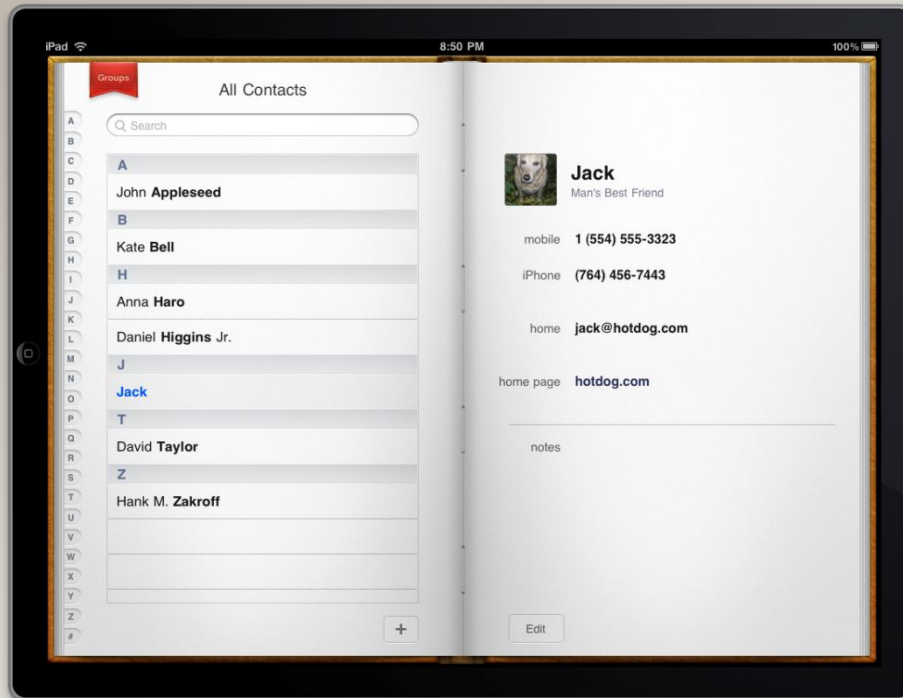 iPad
8:50 PM
100%
Groups
All Contacts
Search
A
B
C
D
E
F
G
H
I
J
K
L
M
N
O
P
Q
R
S
T
U
V
W
X
Y
Z
#
A
John Appleseed
B
Kate Bell
H
Anna Haro
Daniel Higgins Jr.
J
Jack
T
David Taylor
Z
Hank M. Zakroff
+
Jack
Man's Best Friend
mobile 1 (554) 555-3323
iPhone (764) 456-7443
home jack@hotdog.com
home page hotdog.com
notes
Edit